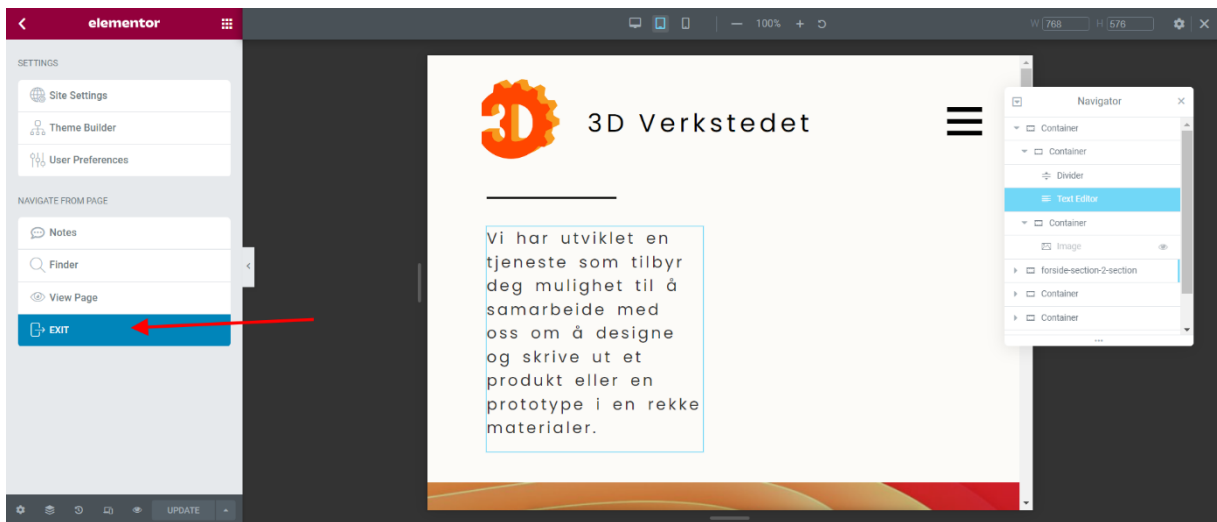 elementor
100%
W 768 H 576
SETTINGS
Site Settings
Theme Builder
User Preferences
NAVIGATE FROM PAGE
Notes
Finder
View Page
EXIT
UPDATE
3D
3D Verkstedet
Vi har utviklet en
tjeneste som tilbyr
deg mulighet til å
samarbeide med
oss om å designe
og skrive ut et
produkt eller en
prototype i en rekke
materialer.
Navigator
Container
Container
Divider
Text Editor
Container
Image
forside-section-2-section
Container
Container